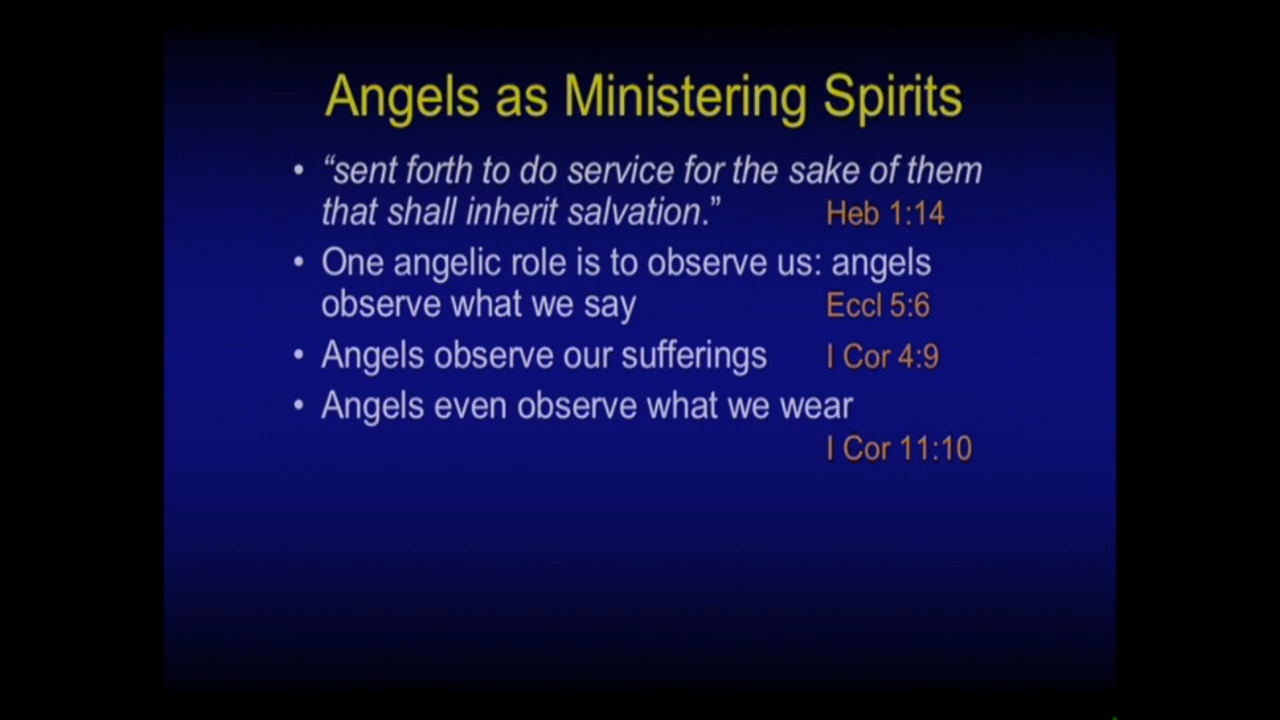 Angels as Ministering Spirits
• “sent forth to do service for the sake of them
that shall inherit salvation.” Heb 1:14
• One angelic role is to observe us: angels
observe what we say Eccl 5:6
• Angels observe our sufferings I Cor 4:9
• Angels even observe what we wear
I Cor 11:10